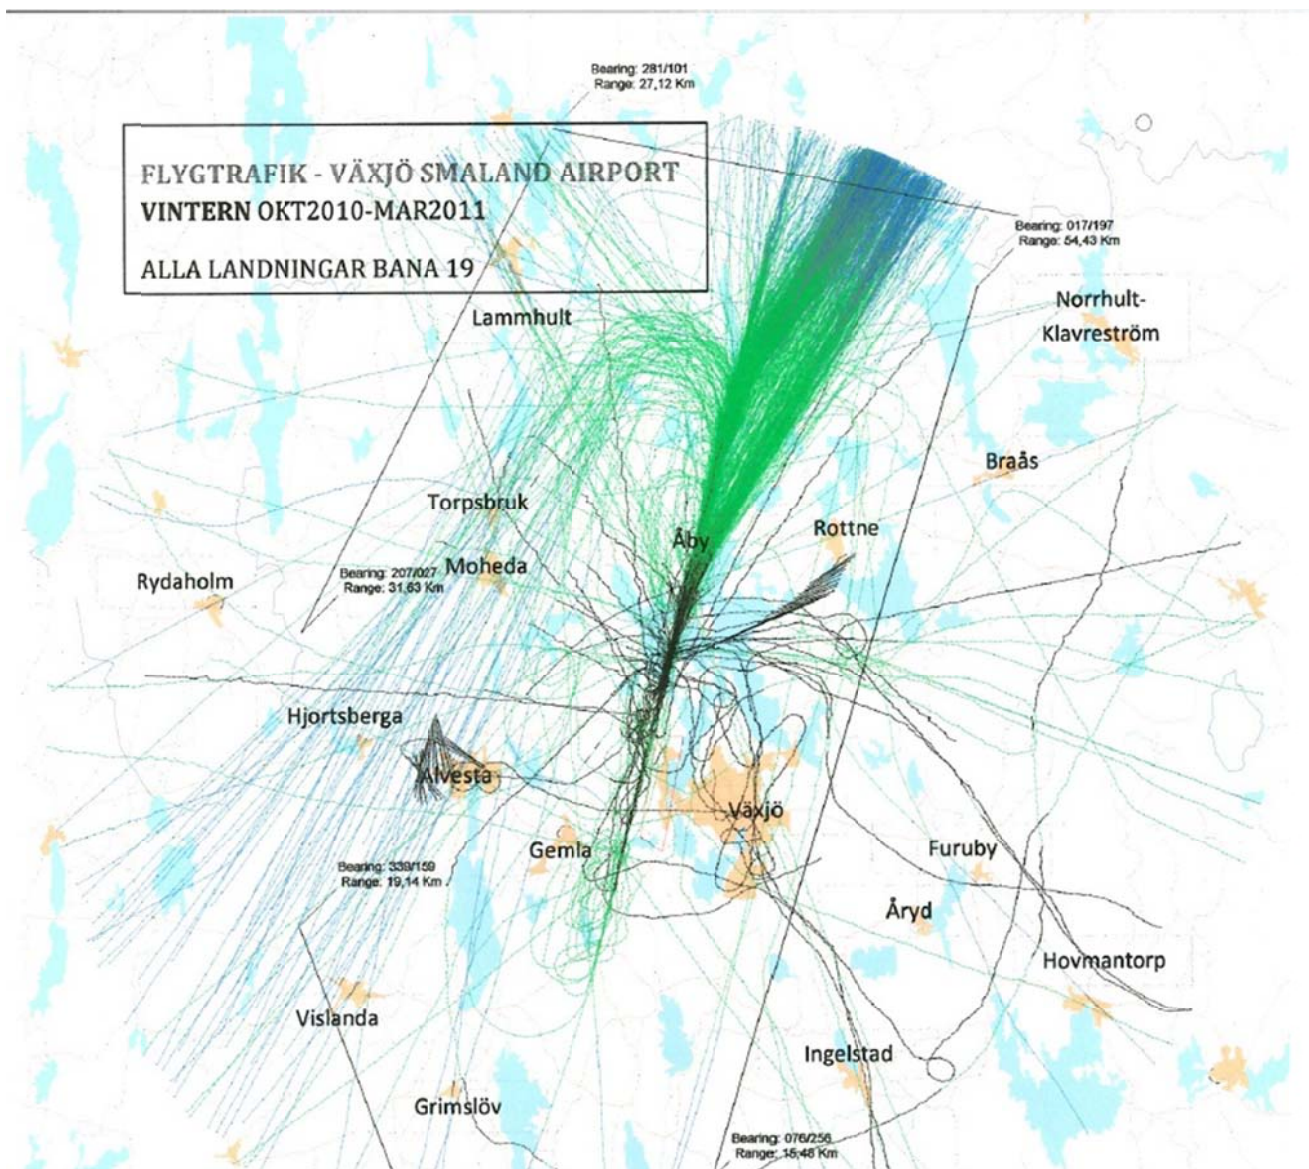 Bearing: 281/101
Range: 27,12 Km
FLYGTRAFIK - VÄXJÖ SMALAND AIRPORT
VINTERN OKT2010-MAR2011
ALLA LANDNINGAR BANA 19
Bearing: 017/197
Range: 54,43 Km
Norrhult-
Klavreström
Lammhult
Braås
Torpsbruk
Rottne
Åby
Moheda
Bearing: 207/027
Range: 31,63 Km
Rydaholm
Hjortsberga
Alvesta
Växjö
Gemla
Furuby
Bearing: 339/159
Range: 19,14 Km
Åryd
Hovmantorp
Vislanda
Ingelstad
Grimslöv
Bearing: 076/256
Range: 15,48 Km